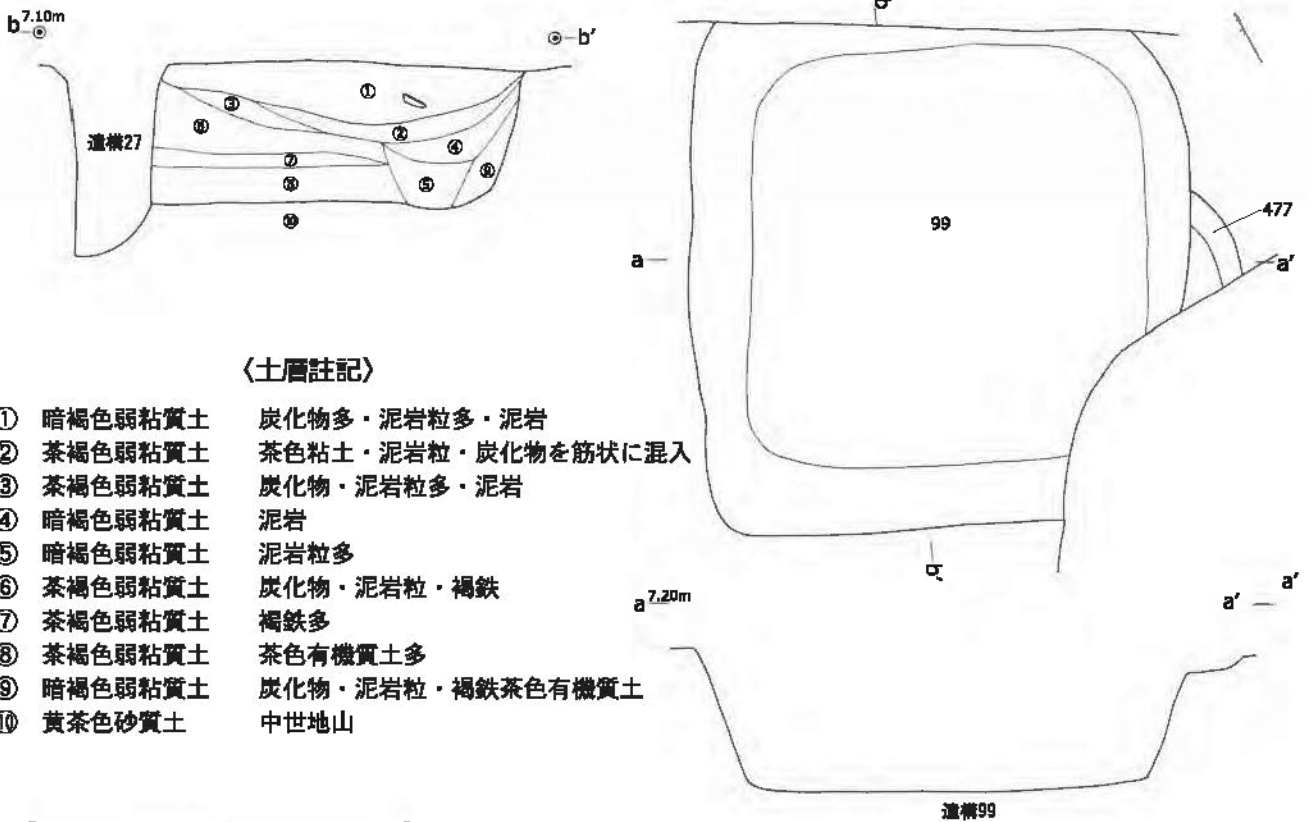 b 7.10m
b′
①
②
③
④
⑤
⑥
⑦
⑧
⑨
⑩
遺構27
〈土層註記〉
① 暗褐色弱粘質土 炭化物多・泥岩粒多・泥岩
② 茶褐色弱粘質土 茶色粘土・泥岩粒・炭化物を筋状に混入
③ 茶褐色弱粘質土 炭化物・泥岩粒多・泥岩
④ 暗褐色弱粘質土 泥岩
⑤ 暗褐色弱粘質土 泥岩粒多
⑥ 茶褐色弱粘質土 炭化物・泥岩粒・褐鉄
⑦ 茶褐色弱粘質土 褐鉄多
⑧ 茶褐色弱粘質土 茶色有機質土多
⑨ 暗褐色弱粘質土 炭化物・泥岩粒・褐鉄茶色有機質土
⑩ 黄茶色砂質土 中世地山
99
477
a
a′
b′
a 7.20m
a′
a′
遺構99